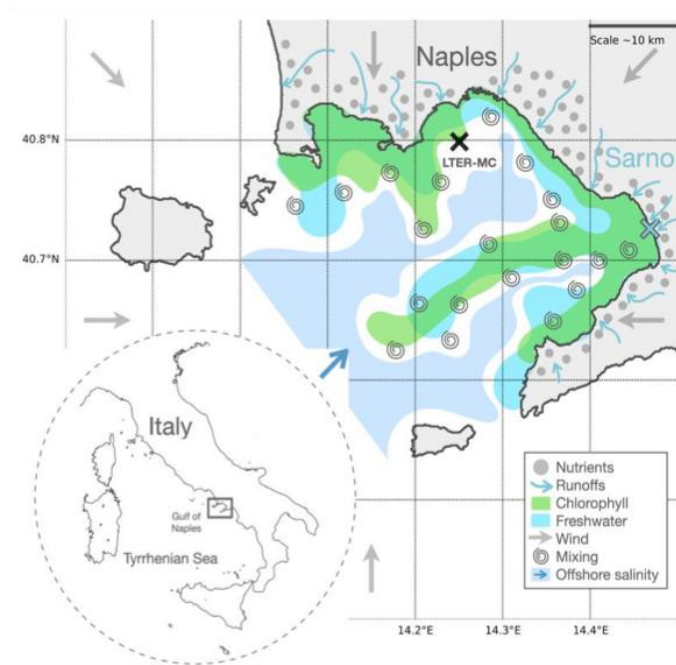 Scale ~10 km
Naples
40.8°N
LTER-MC
Sarno
40.7°N
Italy
Gulf of
Naples
Tyrrhenian Sea
Nutrients
Runoffs
Chlorophyll
Freshwater
Wind
Mixing
Offshore salinity
14.2°E
14.3°E
14.4°E